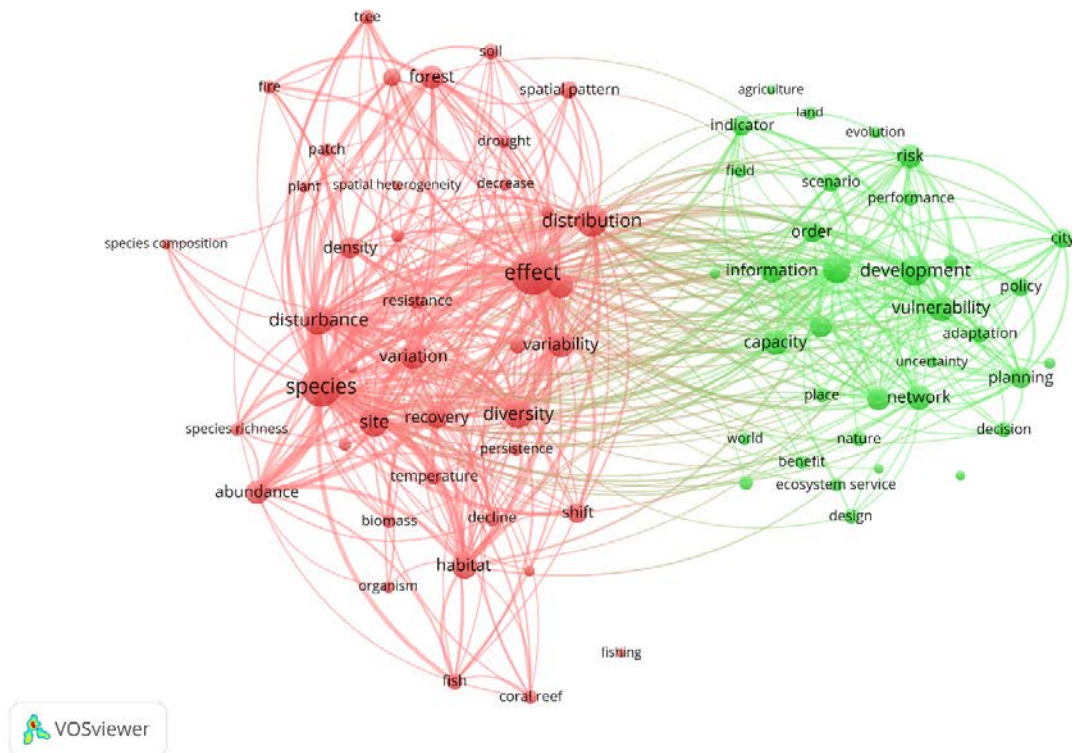 tree
soil
forest
fire
spatial pattern
agriculture
land
indicator
evolution
drought
patch
risk
field
scenario
plant
spatial heterogeneity
decrease
performance
distribution
order
city
species composition
density
effect
information
development
policy
resistance
vulnerability
disturbance
adaptation
variability
capacity
variation
uncertainty
planning
species
place
network
diversity
recovery
site
species richness
decision
persistence
world
nature
benefit
temperature
ecosystem service
abundance
shift
decline
biomass
design
habitat
organism
fishing
fish
coral reef
VOSviewer